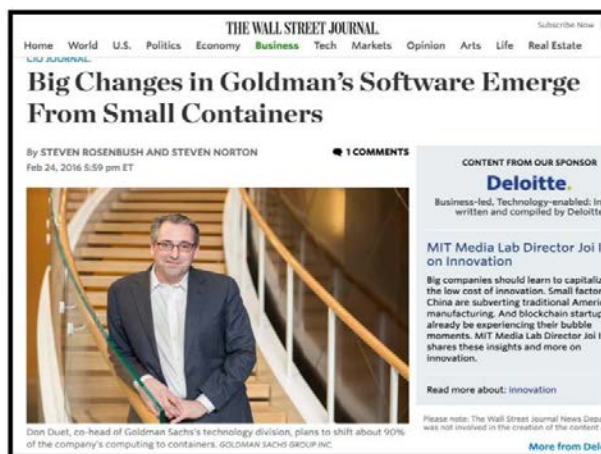 THE WALL STREET JOURNAL.
Subscribe Now
Home World U.S. Politics Economy Business Tech Markets Opinion Arts Life Real Estate
CIO JOURNAL.
Big Changes in Goldman's Software Emerge
From Small Containers
By STEVEN ROSENBUSH AND STEVEN NORTON
1 COMMENTS
Feb 24, 2016 5:59 pm ET
Don Duet, co-head of Goldman Sachs's technology division, plans to shift about 90%
of the company's computing to containers. GOLDMAN SACHS GROUP INC.
CONTENT FROM OUR SPONSOR
Deloitte.
Business-led, Technology-enabled:
written and compiled by Deloitte
MIT Media Lab Director Joi
on Innovation
Big companies should learn to
the low cost of innovation. Small
China are subverting traditional
manufacturing. And blockchain
already be experiencing their bubble
moments. MIT Media Lab Director Joi
shares these insights and more on
innovation.
Read more about: innovation
Please note: The Wall Street Journal News
was not involved in the creation of the content
More from